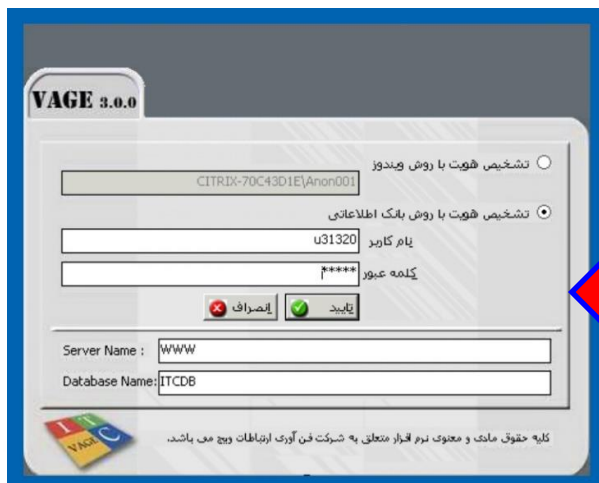 VAGE 3.0.0
تشخیص هویت با روش ویندوز
CITRIX-70C43D1E\Anon001
تشخیص هویت با روش بانک اطلاعاتی
نام کاربر u31320
کلمه عبور *****
تایید انصراف
Server Name : WWW
Database Name: ITCDB
I T C VAGE
کلیه حقوق مادی و معنوی نرم افزار متعلق به شرکت فن آوری ارتباطات ویج می باشد.